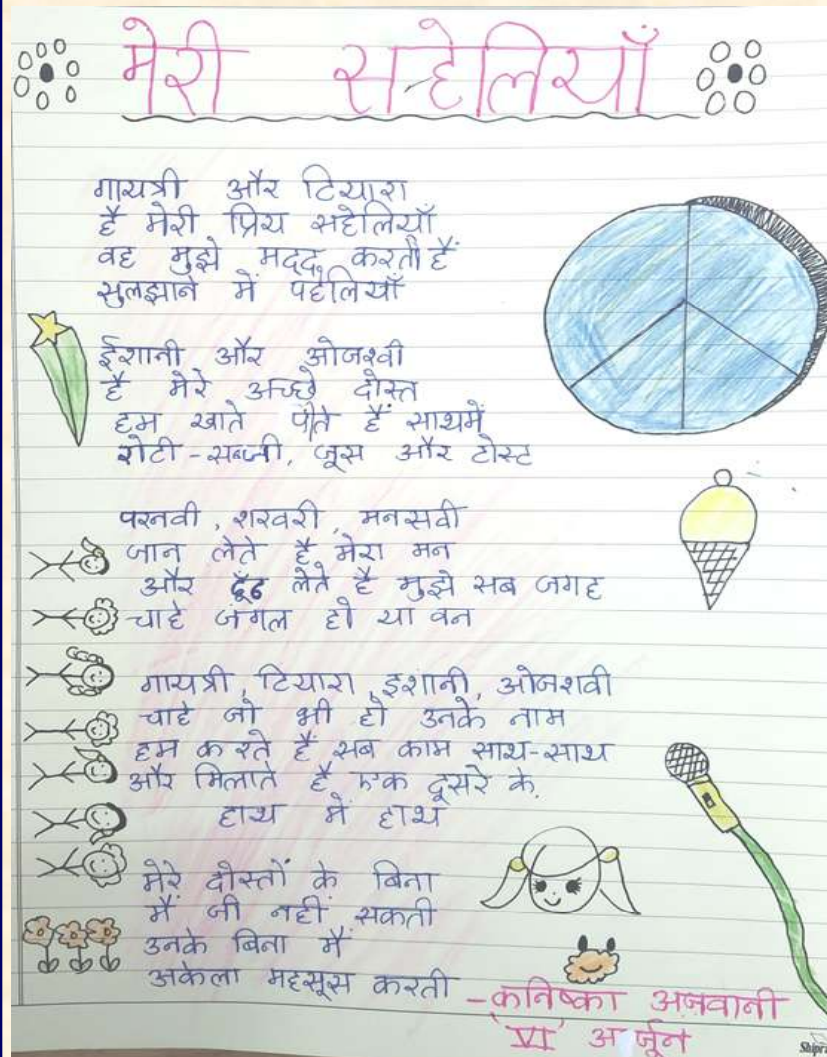 मेरी सहेलियाँ
गायत्री और टियारा
है मेरी प्रिय सहेलियाँ
वह मुझे मदद करती हैं
सुलझाने में पहेलियाँ
ईशानी और ओजश्वी
है मेरे अच्छे दोस्त
हम खाते पीते हैं साथमें
रोटी-सब्जी, जूस और टोस्ट
परनवी, शरवरी, मनसवी
जान लेते है मेरा मन
और ढूँढ लेते है मुझे सब जगह
चाहे जंगल हो या वन
गायत्री, टियारा, इशानी, ओजशवी
चाहे जो भी हो उनके नाम
हम करते हैं सब काम साथ-साथ
और मिलाते है एक दूसरे के
हाथ में हाथ
मेरे दोस्तों के बिना
मैं जी नहीं सकती
उनके बिना मैं
अकेला महसूस करती
-कनिष्का अजवानी
'VI' अर्जुन